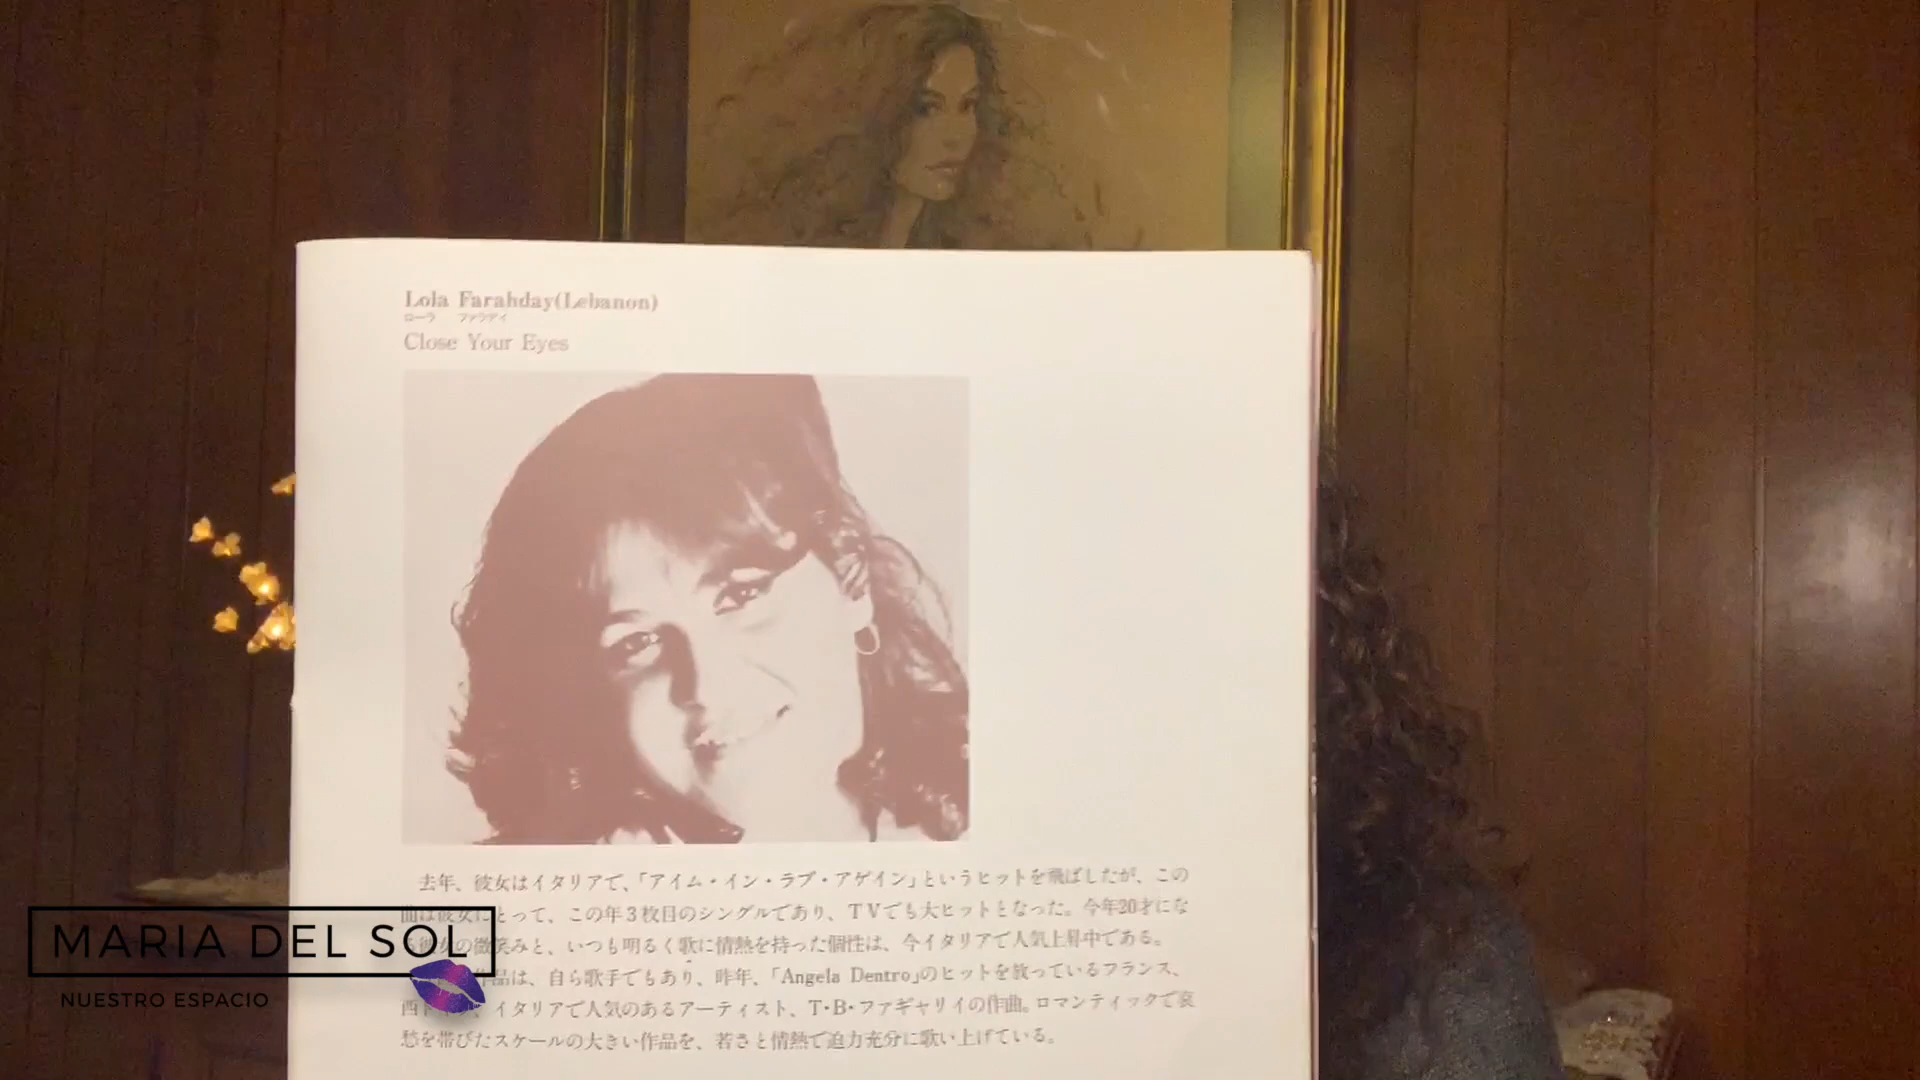 Lola Farahday(Lebanon)
ローラ ファラディ
Close Your Eyes
去年、彼女はイタリアで、「アイム・イン・ラブ・アゲイン」というヒットを飛ばしたが、この
曲は彼女にとって、この年3枚目のシングルであり、TVでも大ヒットとなった。今年20才にな
る彼女の微笑みと、いつも明るく歌に情熱を持った個性は、今イタリアで人気上昇中である。
作品は、自ら歌手でもあり、昨年、「Angela Dentro」のヒットを放っているフランス、
西ド イタリアで人気のあるアーティスト、T・B・ファギャリイの作曲。ロマンティックで哀
愁を帯びたスケールの大きい作品を、若さと情熱で迫力充分に歌い上げている。
MARIA DEL SOL
NUESTRO ESPACIO